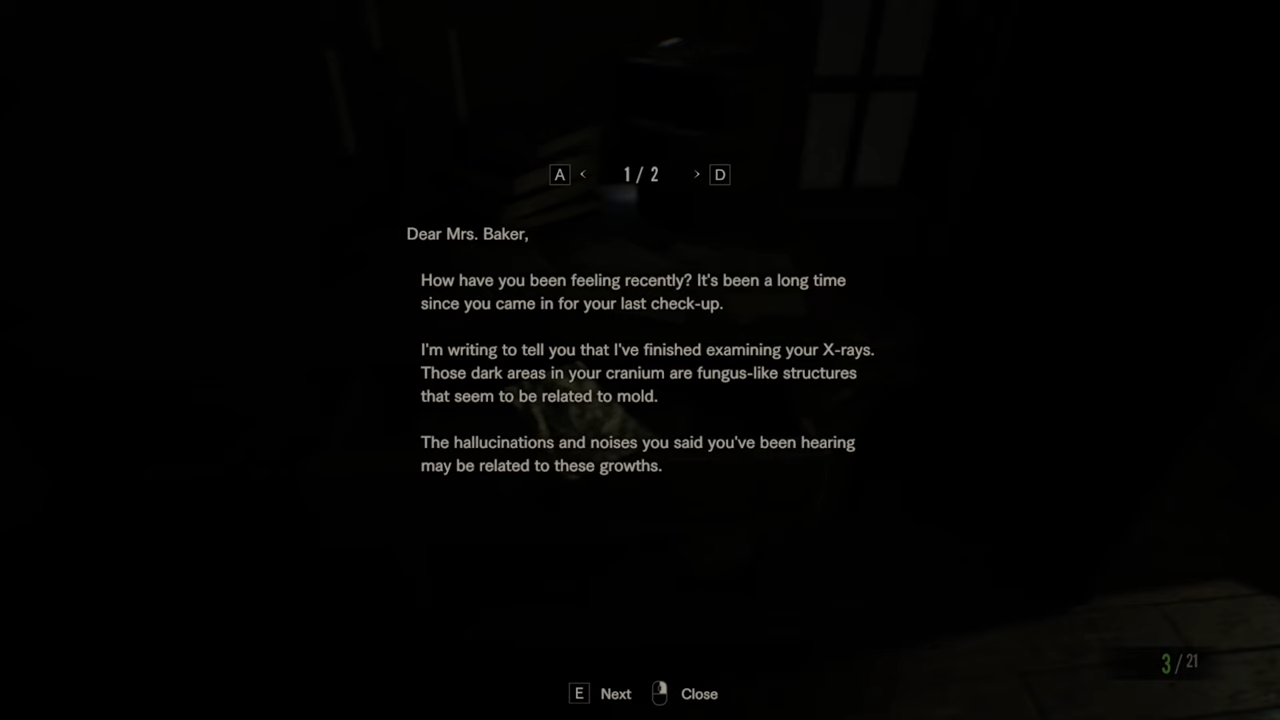 A < 1 / 2 > D
Dear Mrs. Baker,
How have you been feeling recently? It's been a long time
since you came in for your last check-up.
I'm writing to tell you that I've finished examining your X-rays.
Those dark areas in your cranium are fungus-like structures
that seem to be related to mold.
The hallucinations and noises you said you've been hearing
may be related to these growths.
3 / 21
E Next Close